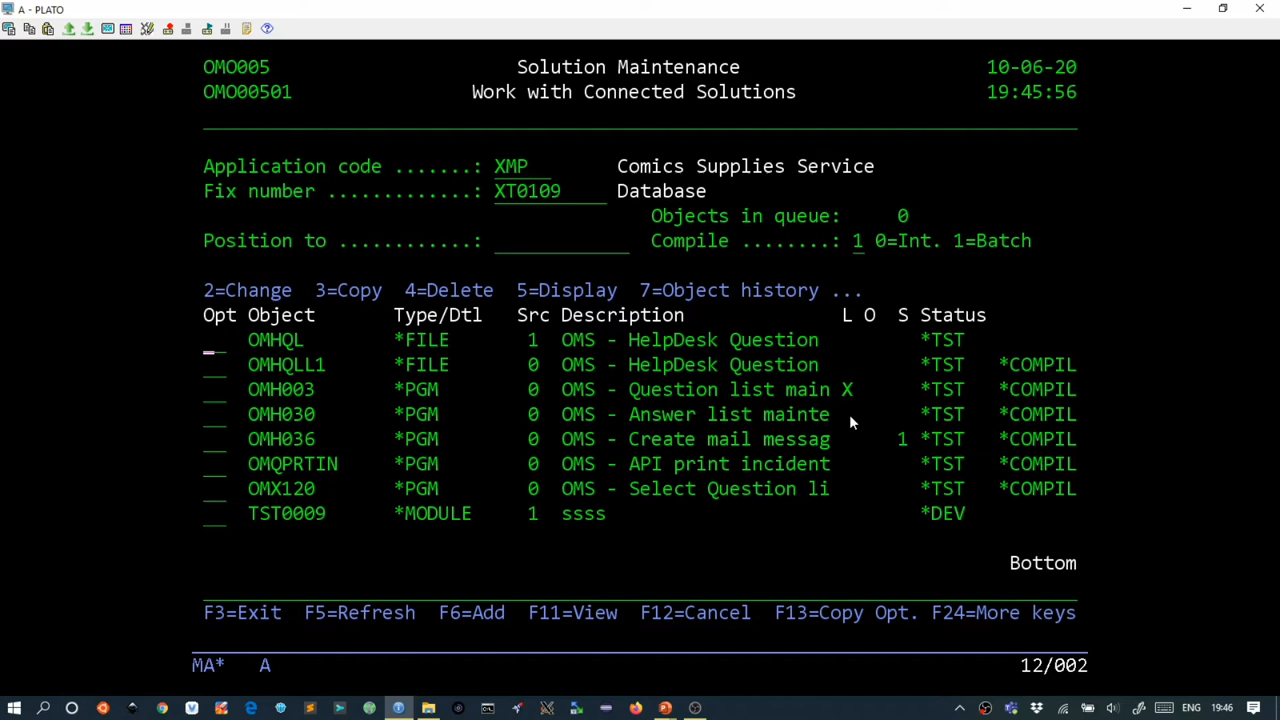 A - PLATO
OMO005 Solution Maintenance 10-06-20
OMO00501 Work with Connected Solutions 19:45:56
Application code .......: XMP Comics Supplies Service
Fix number .............: XT0109 Database
Objects in queue: 0
Position to ............: Compile ........: 1 0=Int. 1=Batch
2=Change 3=Copy 4=Delete 5=Display 7=Object history ...
Opt Object Type/Dtl Src Description L O S Status
OMHQL *FILE 1 OMS - HelpDesk Question *TST
OMHQLL1 *FILE 0 OMS - HelpDesk Question *TST *COMPIL
OMH003 *PGM 0 OMS - Question list main X *TST *COMPIL
OMH030 *PGM 0 OMS - Answer list mainte *TST *COMPIL
OMH036 *PGM 0 OMS - Create mail messag 1 *TST *COMPIL
OMQPRTIN *PGM 0 OMS - API print incident *TST *COMPIL
OMX120 *PGM 0 OMS - Select Question li *TST *COMPIL
TST0009 *MODULE 1 ssss *DEV
Bottom
F3=Exit F5=Refresh F6=Add F11=View F12=Cancel F13=Copy Opt. F24=More keys
MA* A 12/002
ENG 19:46